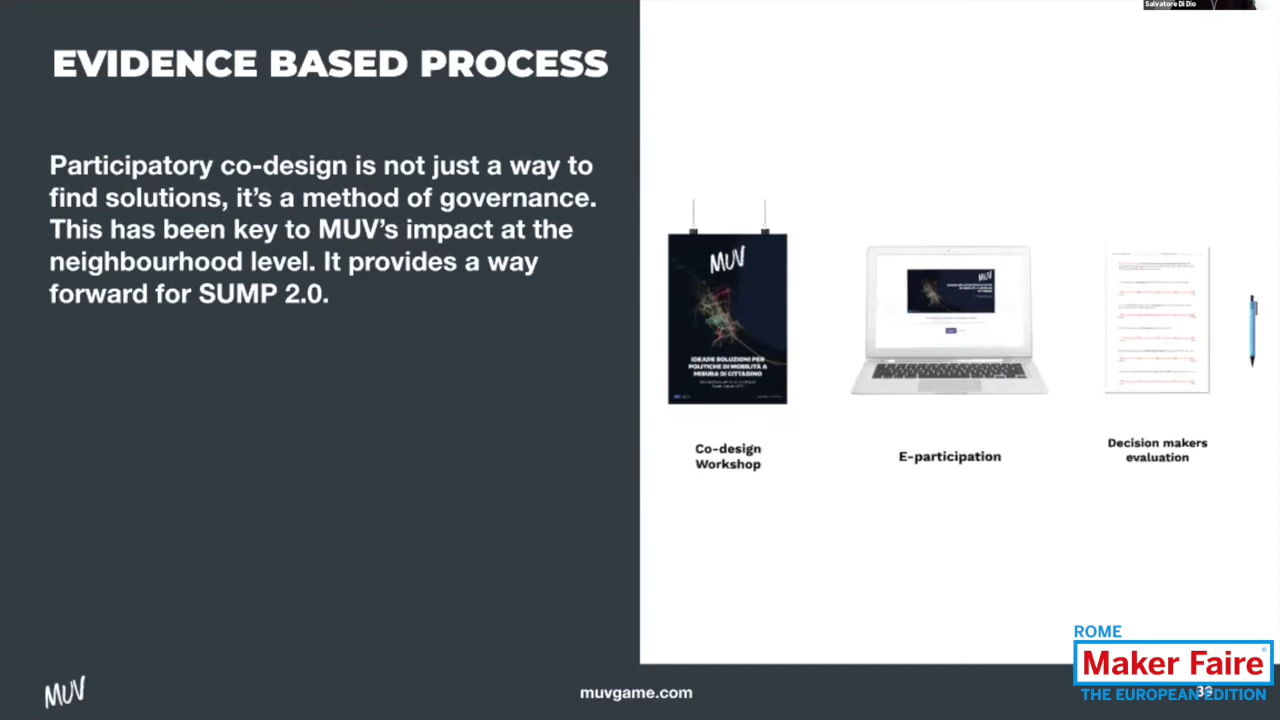 Salvatore Di Dio
EVIDENCE BASED PROCESS
Participatory co-design is not just a way to
find solutions, it's a method of governance.
This has been key to MUV's impact at the
neighbourhood level. It provides a way
forward for SUMP 2.0.
MUV
IDEARE SOLUZIONI PER
POLITICHE DI MOBILITÀ A
MISURA DI CITTADINO
MUV
Co-design
Workshop
E-participation
Decision makers
evaluation
MUV
muvgame.com
ROME
Maker Faire
THE EUROPEAN EDITION